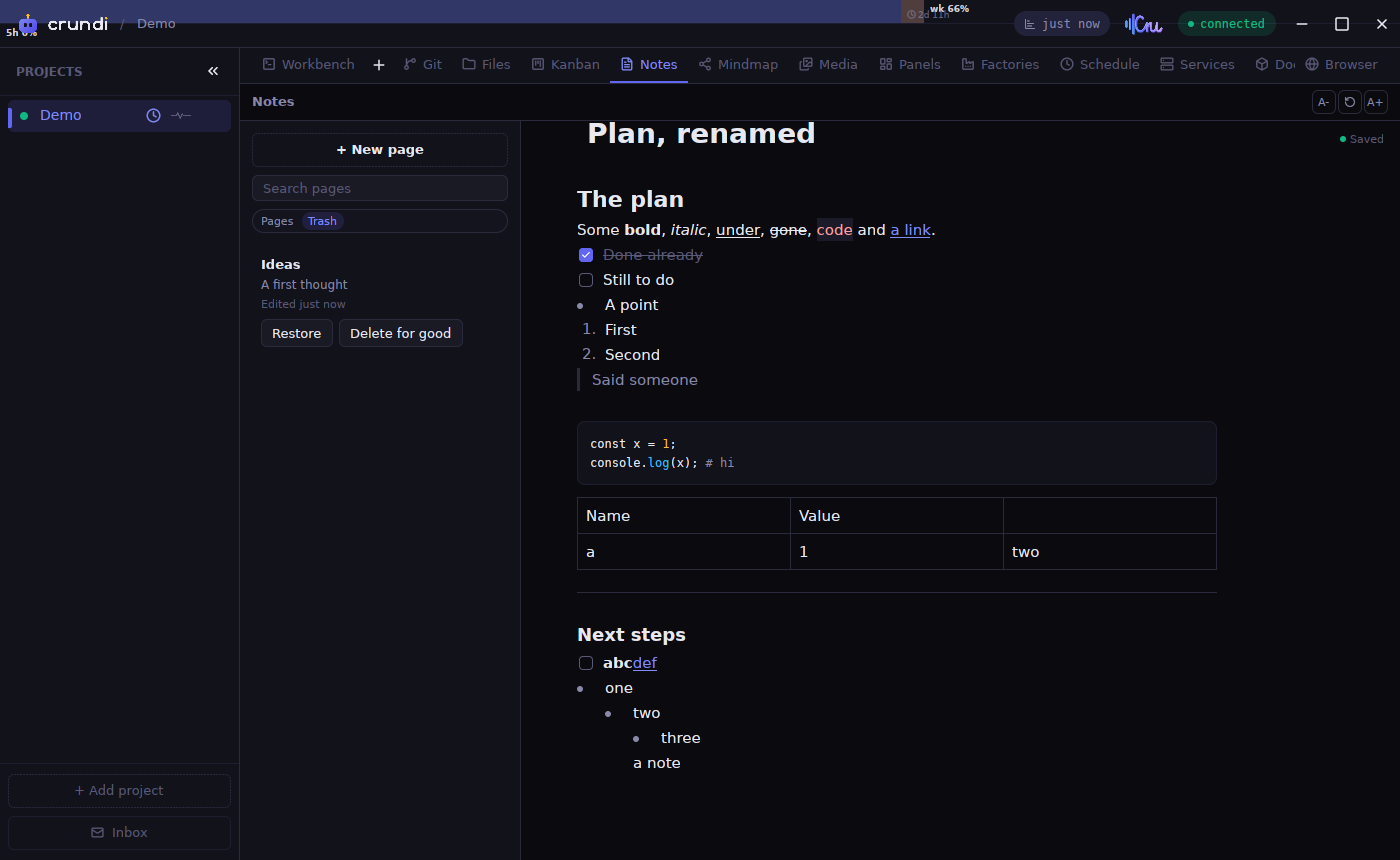 wk 66%
2d 11h
crundi / Demo
just now
Cru
connected
PROJECTS
Workbench
Git
Files
Kanban
Notes
Mindmap
Media
Panels
Factories
Schedule
Services
Browser
Notes
A-
A+
Demo
+ New page
Search pages
Pages
Trash
Ideas
A first thought
Edited just now
Restore
Delete for good
+ Add project
Inbox
Plan, renamed
Saved
The plan
Some bold, italic, under, gone, code and a link.
Done already
Still to do
A point
1. First
2. Second
Said someone
const x = 1;
console.log(x); # hi
Name Value
a 1 two
Next steps
abcdef
one
two
three
a note